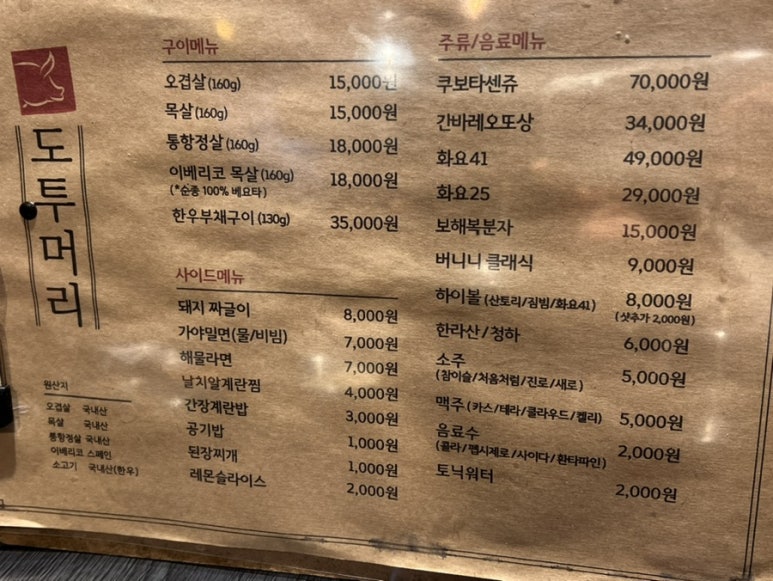 도투머리
구이메뉴
오겹살 (160g) 15,000원
목살 (160g) 15,000원
통항정살 (160g) 18,000원
이베리코 목살 (160g) 18,000원
(*순종 100% 베요타)
한우부채구이 (130g) 35,000원
사이드메뉴
돼지 짜글이 8,000원
가야밀면(물/비빔) 7,000원
해물라면 7,000원
날치알계란찜 4,000원
간장계란밥 3,000원
공기밥 1,000원
된장찌개 1,000원
레몬슬라이스 2,000원
원산지
오겹살 국내산
목살 국내산
통항정살 국내산
이베리코 스페인
소고기 국내산(한우)
주류/음료메뉴
쿠보타센쥬 70,000원
간바레오또상 34,000원
화요41 49,000원
화요25 29,000원
보해복분자 15,000원
버니니 클래식 9,000원
하이볼 (산토리/짐빔/화요41) 8,000원
(샷추가 2,000원)
한라산/청하 6,000원
소주 5,000원
(참이슬/처음처럼/진로/새로)
맥주 (카스/테라/클라우드/켈리) 5,000원
음료수 2,000원
(콜라/펩시제로/사이다/환타파인)
토닉워터 2,000원